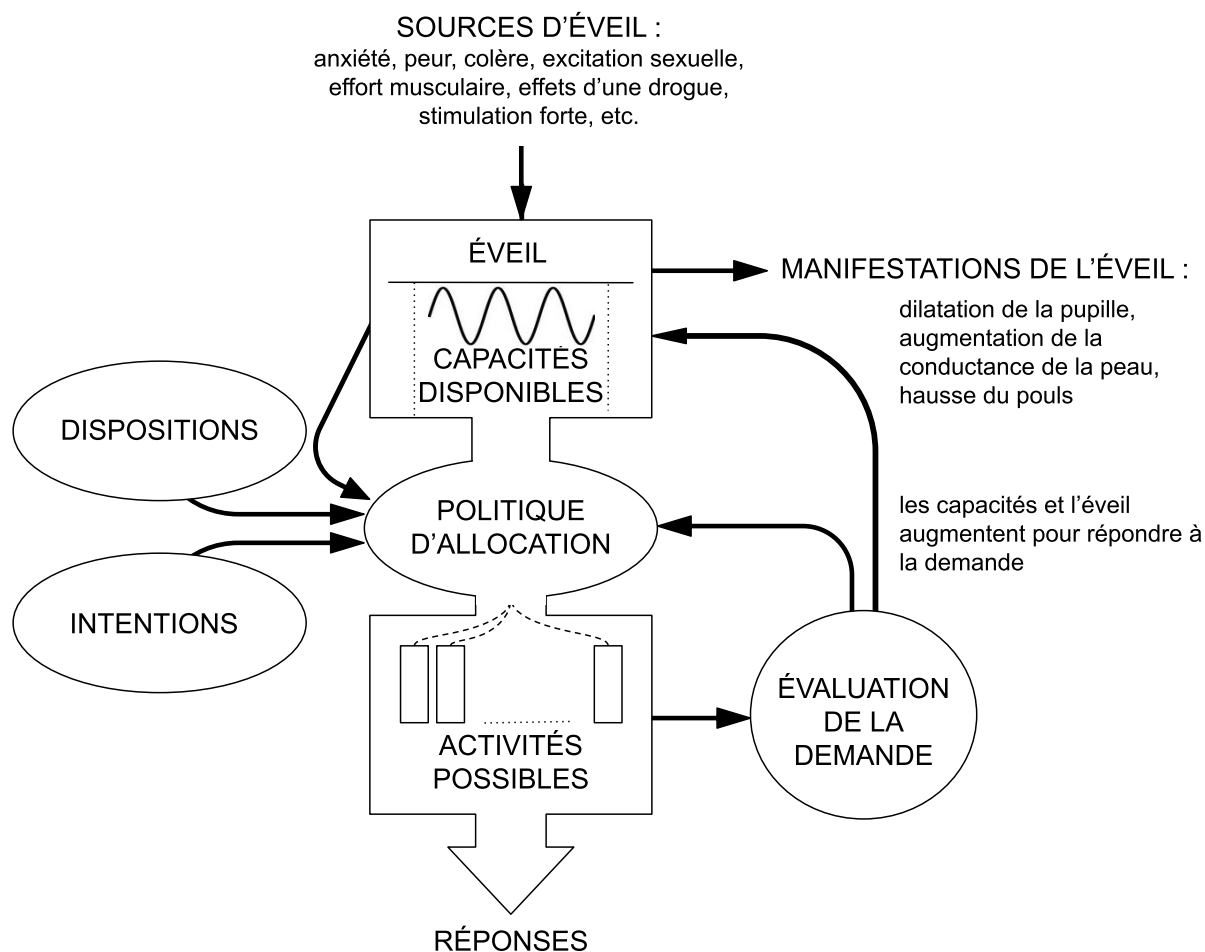 SOURCES D’ÉVEIL :
anxiété, peur, colère, excitation sexuelle,
effort musculaire, effets d’une drogue,
stimulation forte, etc.
ÉVEIL
MANIFESTATIONS DE L’ÉVEIL :
dilatation de la pupille,
augmentation de la
conductance de la peau,
hausse du pouls
CAPACITÉS
DISPONIBLES
DISPOSITIONS
POLITIQUE
D’ALLOCATION
les capacités et l’éveil
augmentent pour répondre à
la demande
INTENTIONS
ÉVALUATION
DE LA
DEMANDE
ACTIVITÉS
POSSIBLES
RÉPONSES